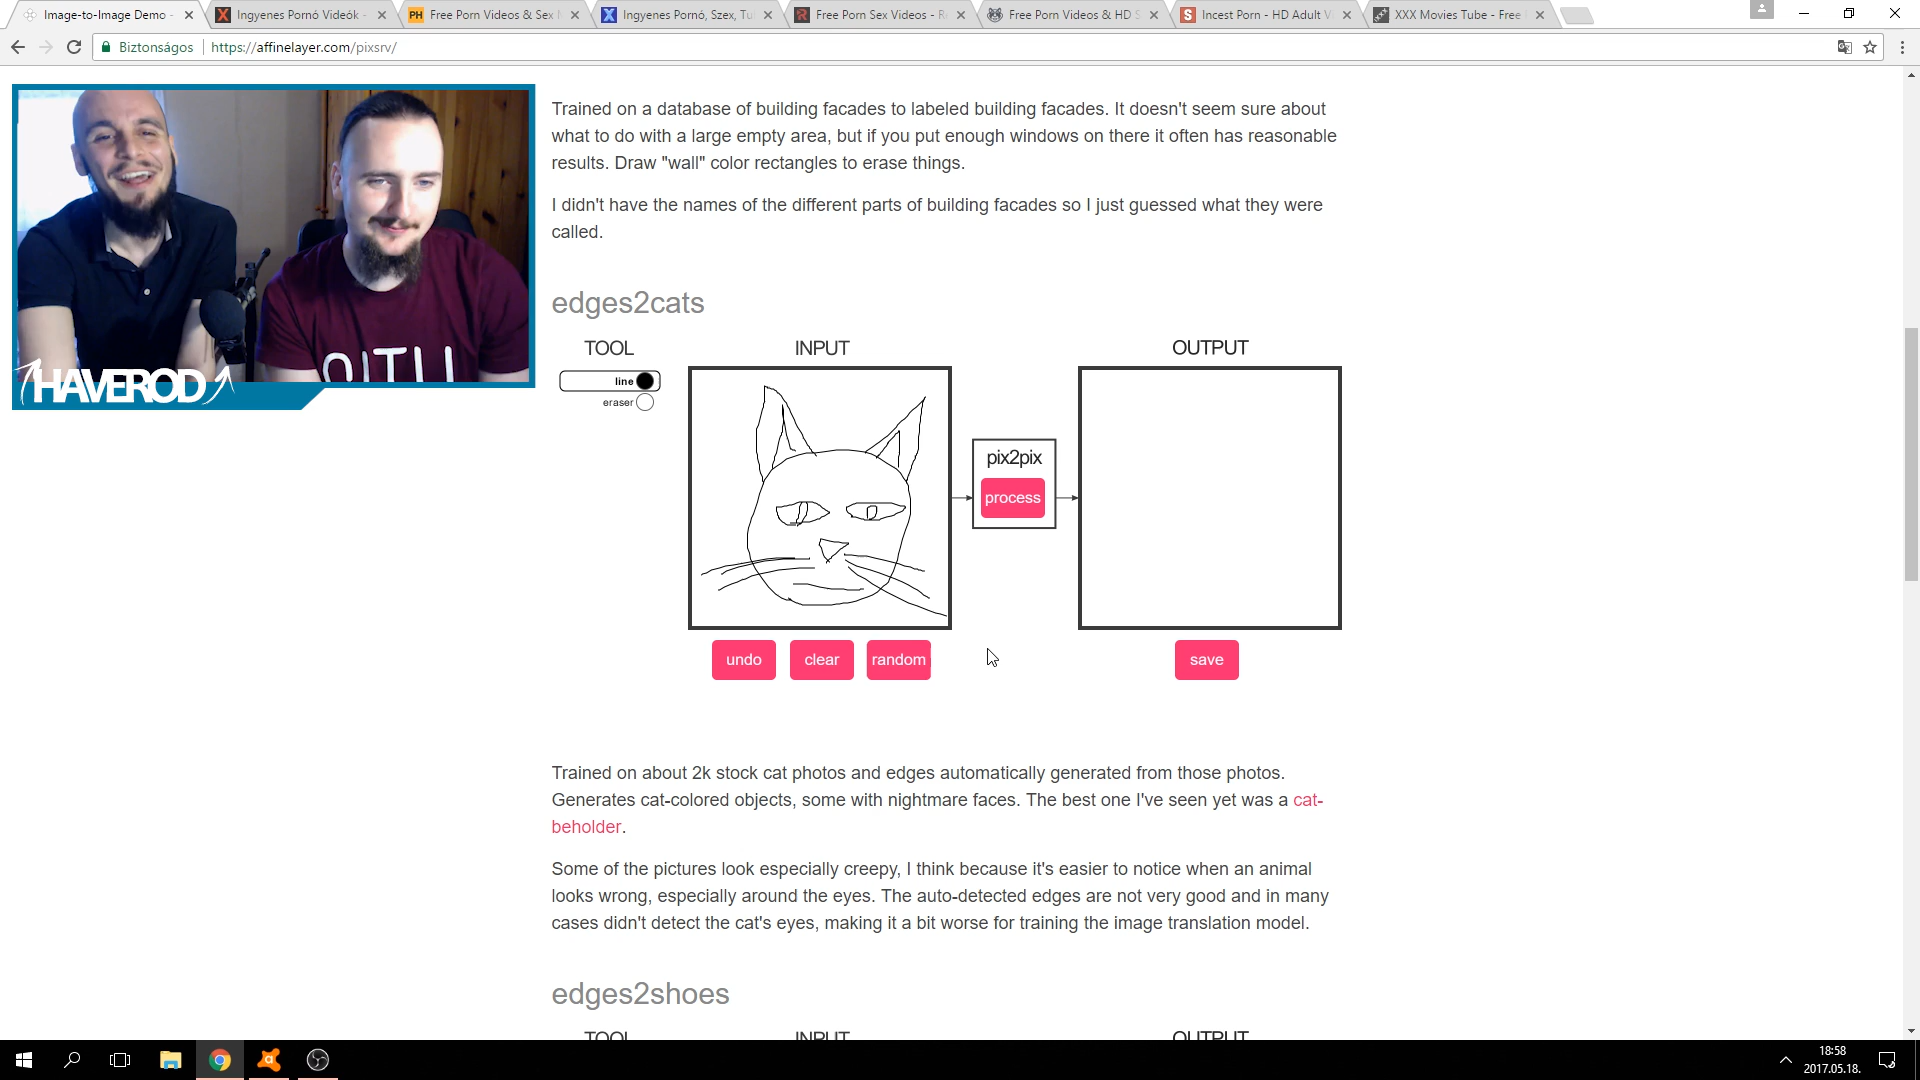 Image-to-Image Demo -
Ingyenes Pornó Videók -
PH
Free Porn Videos & Sex
Ingyenes Pornó, Szex, Tu
Free Porn Sex Videos -
Free Porn Videos & HD
Incest Porn - HD Adult
XXX
XXX Movies Tube - Free
Biztonságos
https://affinelayer.com/pixsrv/
HAVEROD
Trained on a database of building facades to labeled building facades. It doesn't seem sure about
what to do with a large empty area, but if you put enough windows on there it often has reasonable
results. Draw "wall" color rectangles to erase things.
I didn't have the names of the different parts of building facades so I just guessed what they were
called.
edges2cats
TOOL
INPUT
OUTPUT
line
eraser
pix2pix
process
undo
clear
random
save
Trained on about 2k stock cat photos and edges automatically generated from those photos.
Generates cat-colored objects, some with nightmare faces. The best one I've seen yet was a cat-
beholder.
Some of the pictures look especially creepy, I think because it's easier to notice when an animal
looks wrong, especially around the eyes. The auto-detected edges are not very good and in many
cases didn't detect the cat's eyes, making it a bit worse for training the image translation model.
edges2shoes
TOOL
INPUT
OUTPUT
18:58
2017.05.18.